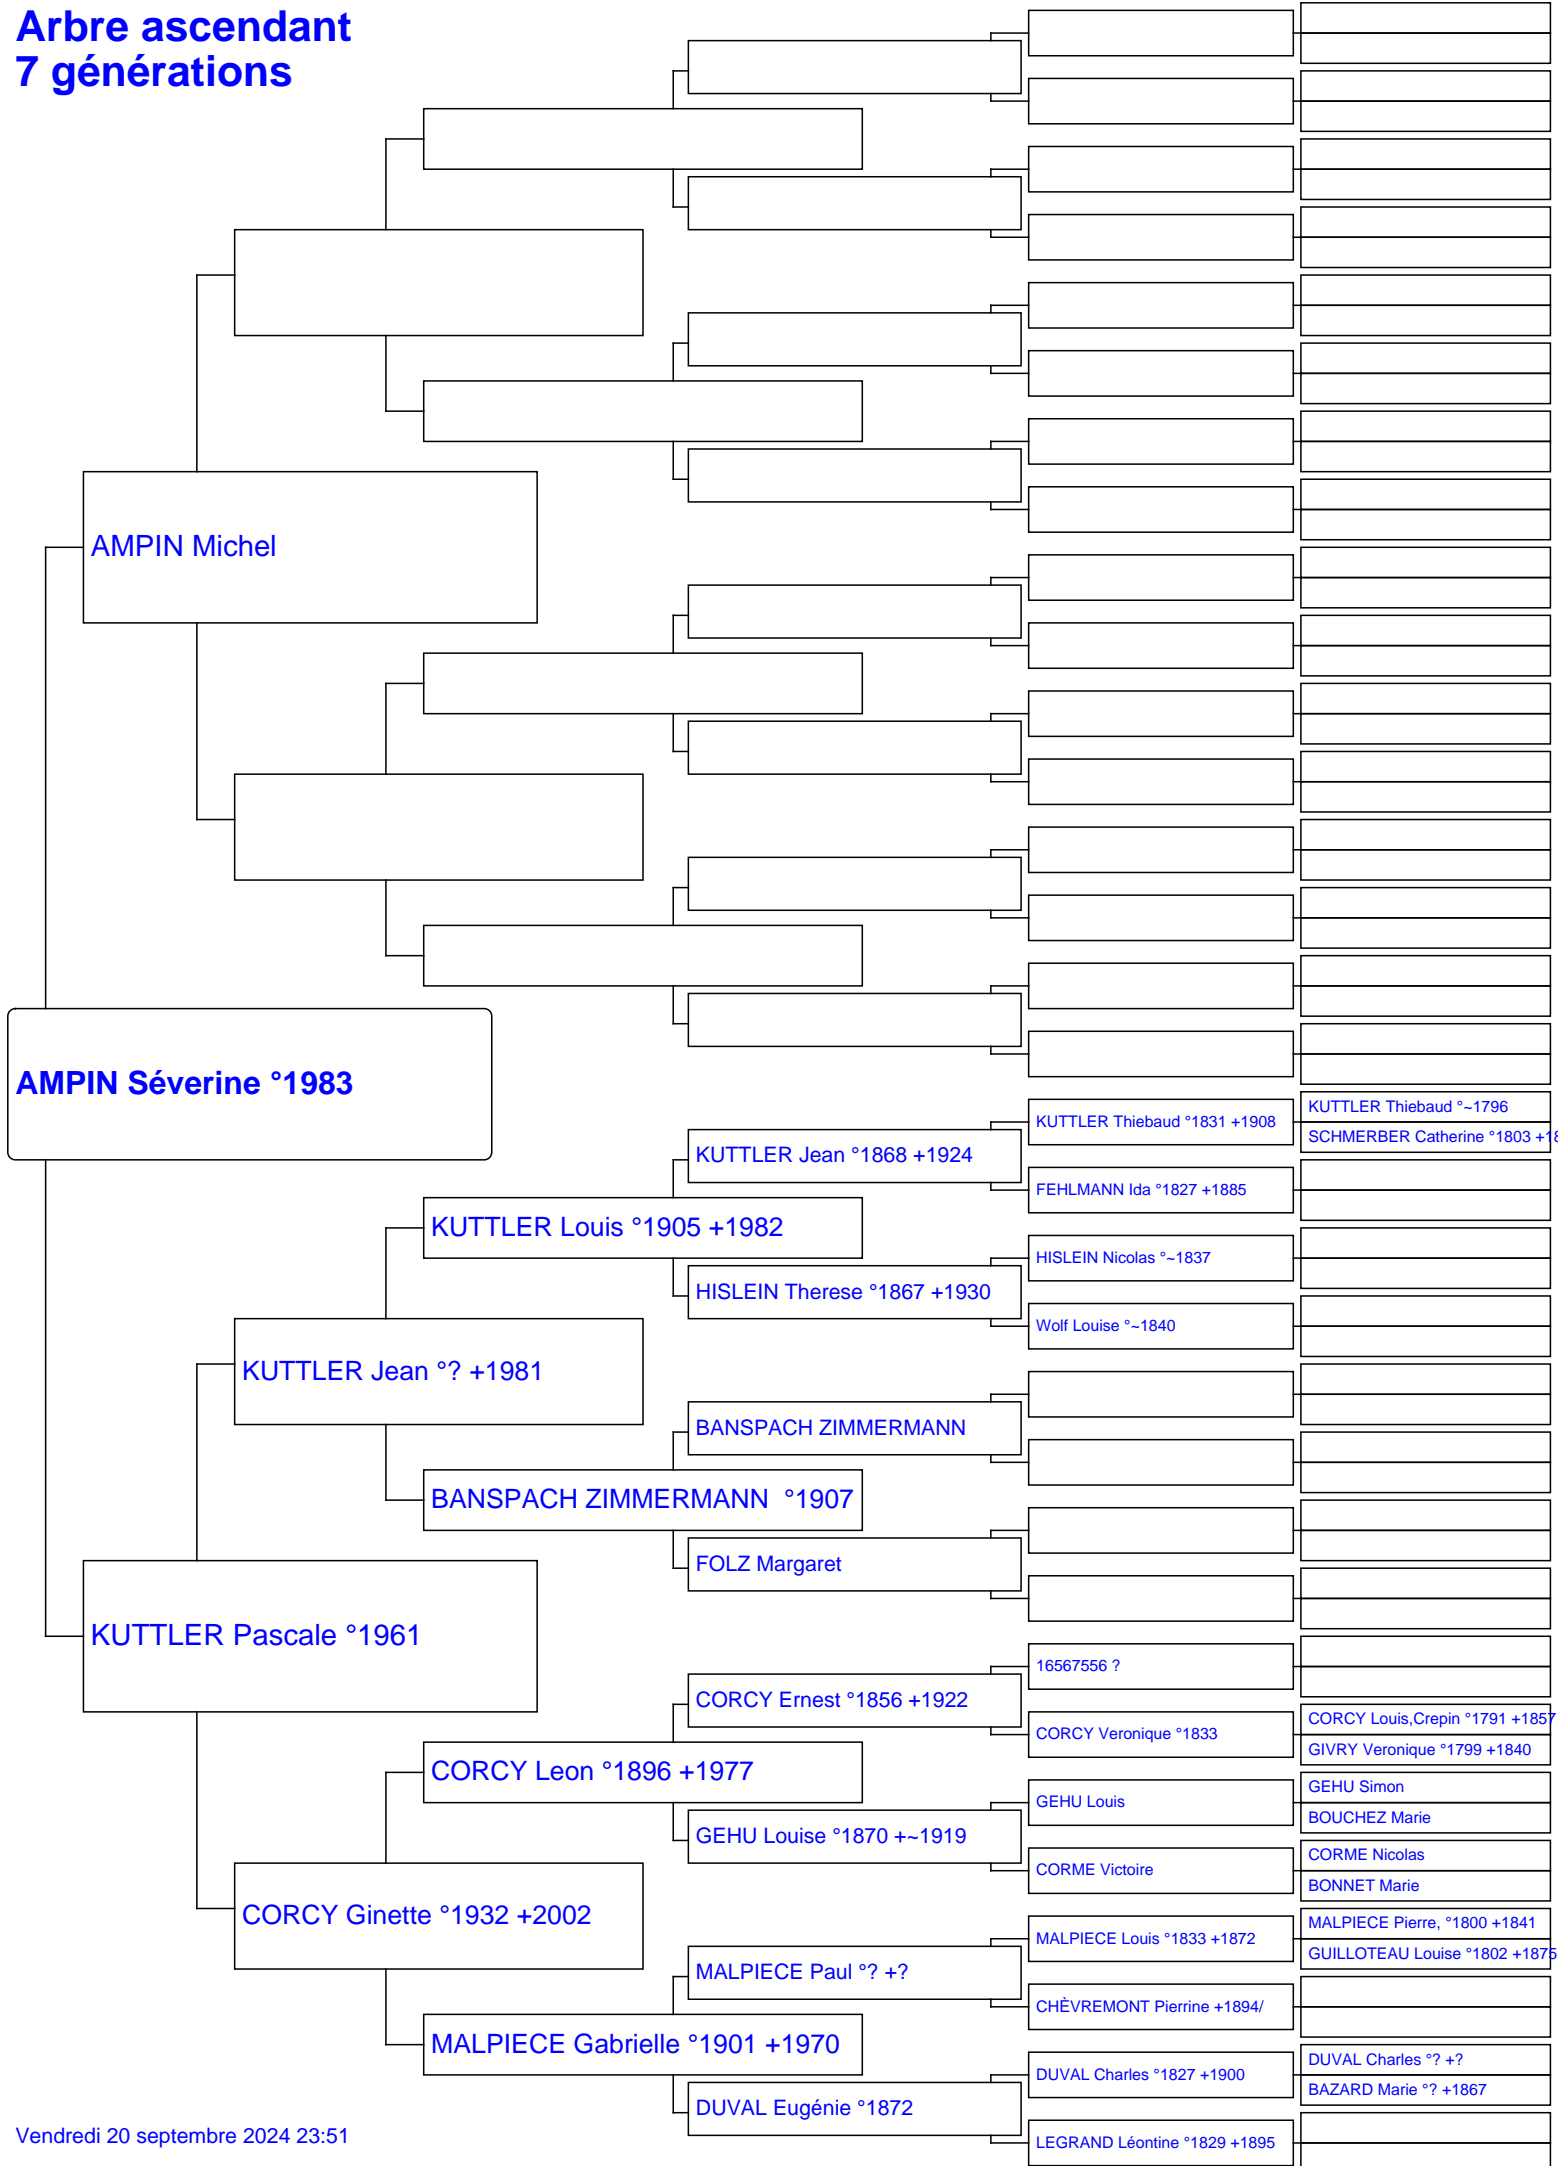 Arbre ascendant
7 générations
AMPIN Michel
AMPIN Séverine °1983
KUTTLER Thiebaud °1831 +1908
KUTTLER Thiebaud °~1796
SCHMERBER Catherine °1803 +18
KUTTLER Jean °1868 +1924
FEHLMANN Ida °1827 +1885
KUTTLER Louis °1905 +1982
HISLEIN Nicolas °~1837
HISLEIN Therese °1867 +1930
Wolf Louise °~1840
KUTTLER Jean °? +1981
BANSPACH ZIMMERMANN
BANSPACH ZIMMERMANN  °1907
FOLZ Margaret
KUTTLER Pascale °1961
16567556 ?
CORCY Ernest °1856 +1922
CORCY Veronique °1833
CORCY Louis,Crepin °1791 +1857
GIVRY Veronique °1799 +1840
CORCY Leon °1896 +1977
GEHU Louis
GEHU Simon
BOUCHEZ Marie
GEHU Louise °1870 +~1919
CORME Victoire
CORME Nicolas
BONNET Marie
CORCY Ginette °1932 +2002
MALPIECE Louis °1833 +1872
MALPIECE Pierre, °1800 +1841
GUILLOTEAU Louise °1802 +1875
MALPIECE Paul °? +?
CHÈVREMONT Pierrine +1894/
MALPIECE Gabrielle °1901 +1970
DUVAL Charles °1827 +1900
DUVAL Charles °? +?
BAZARD Marie °? +1867
DUVAL Eugénie °1872
LEGRAND Léontine °1829 +1895
Vendredi 20 septembre 2024 23:51